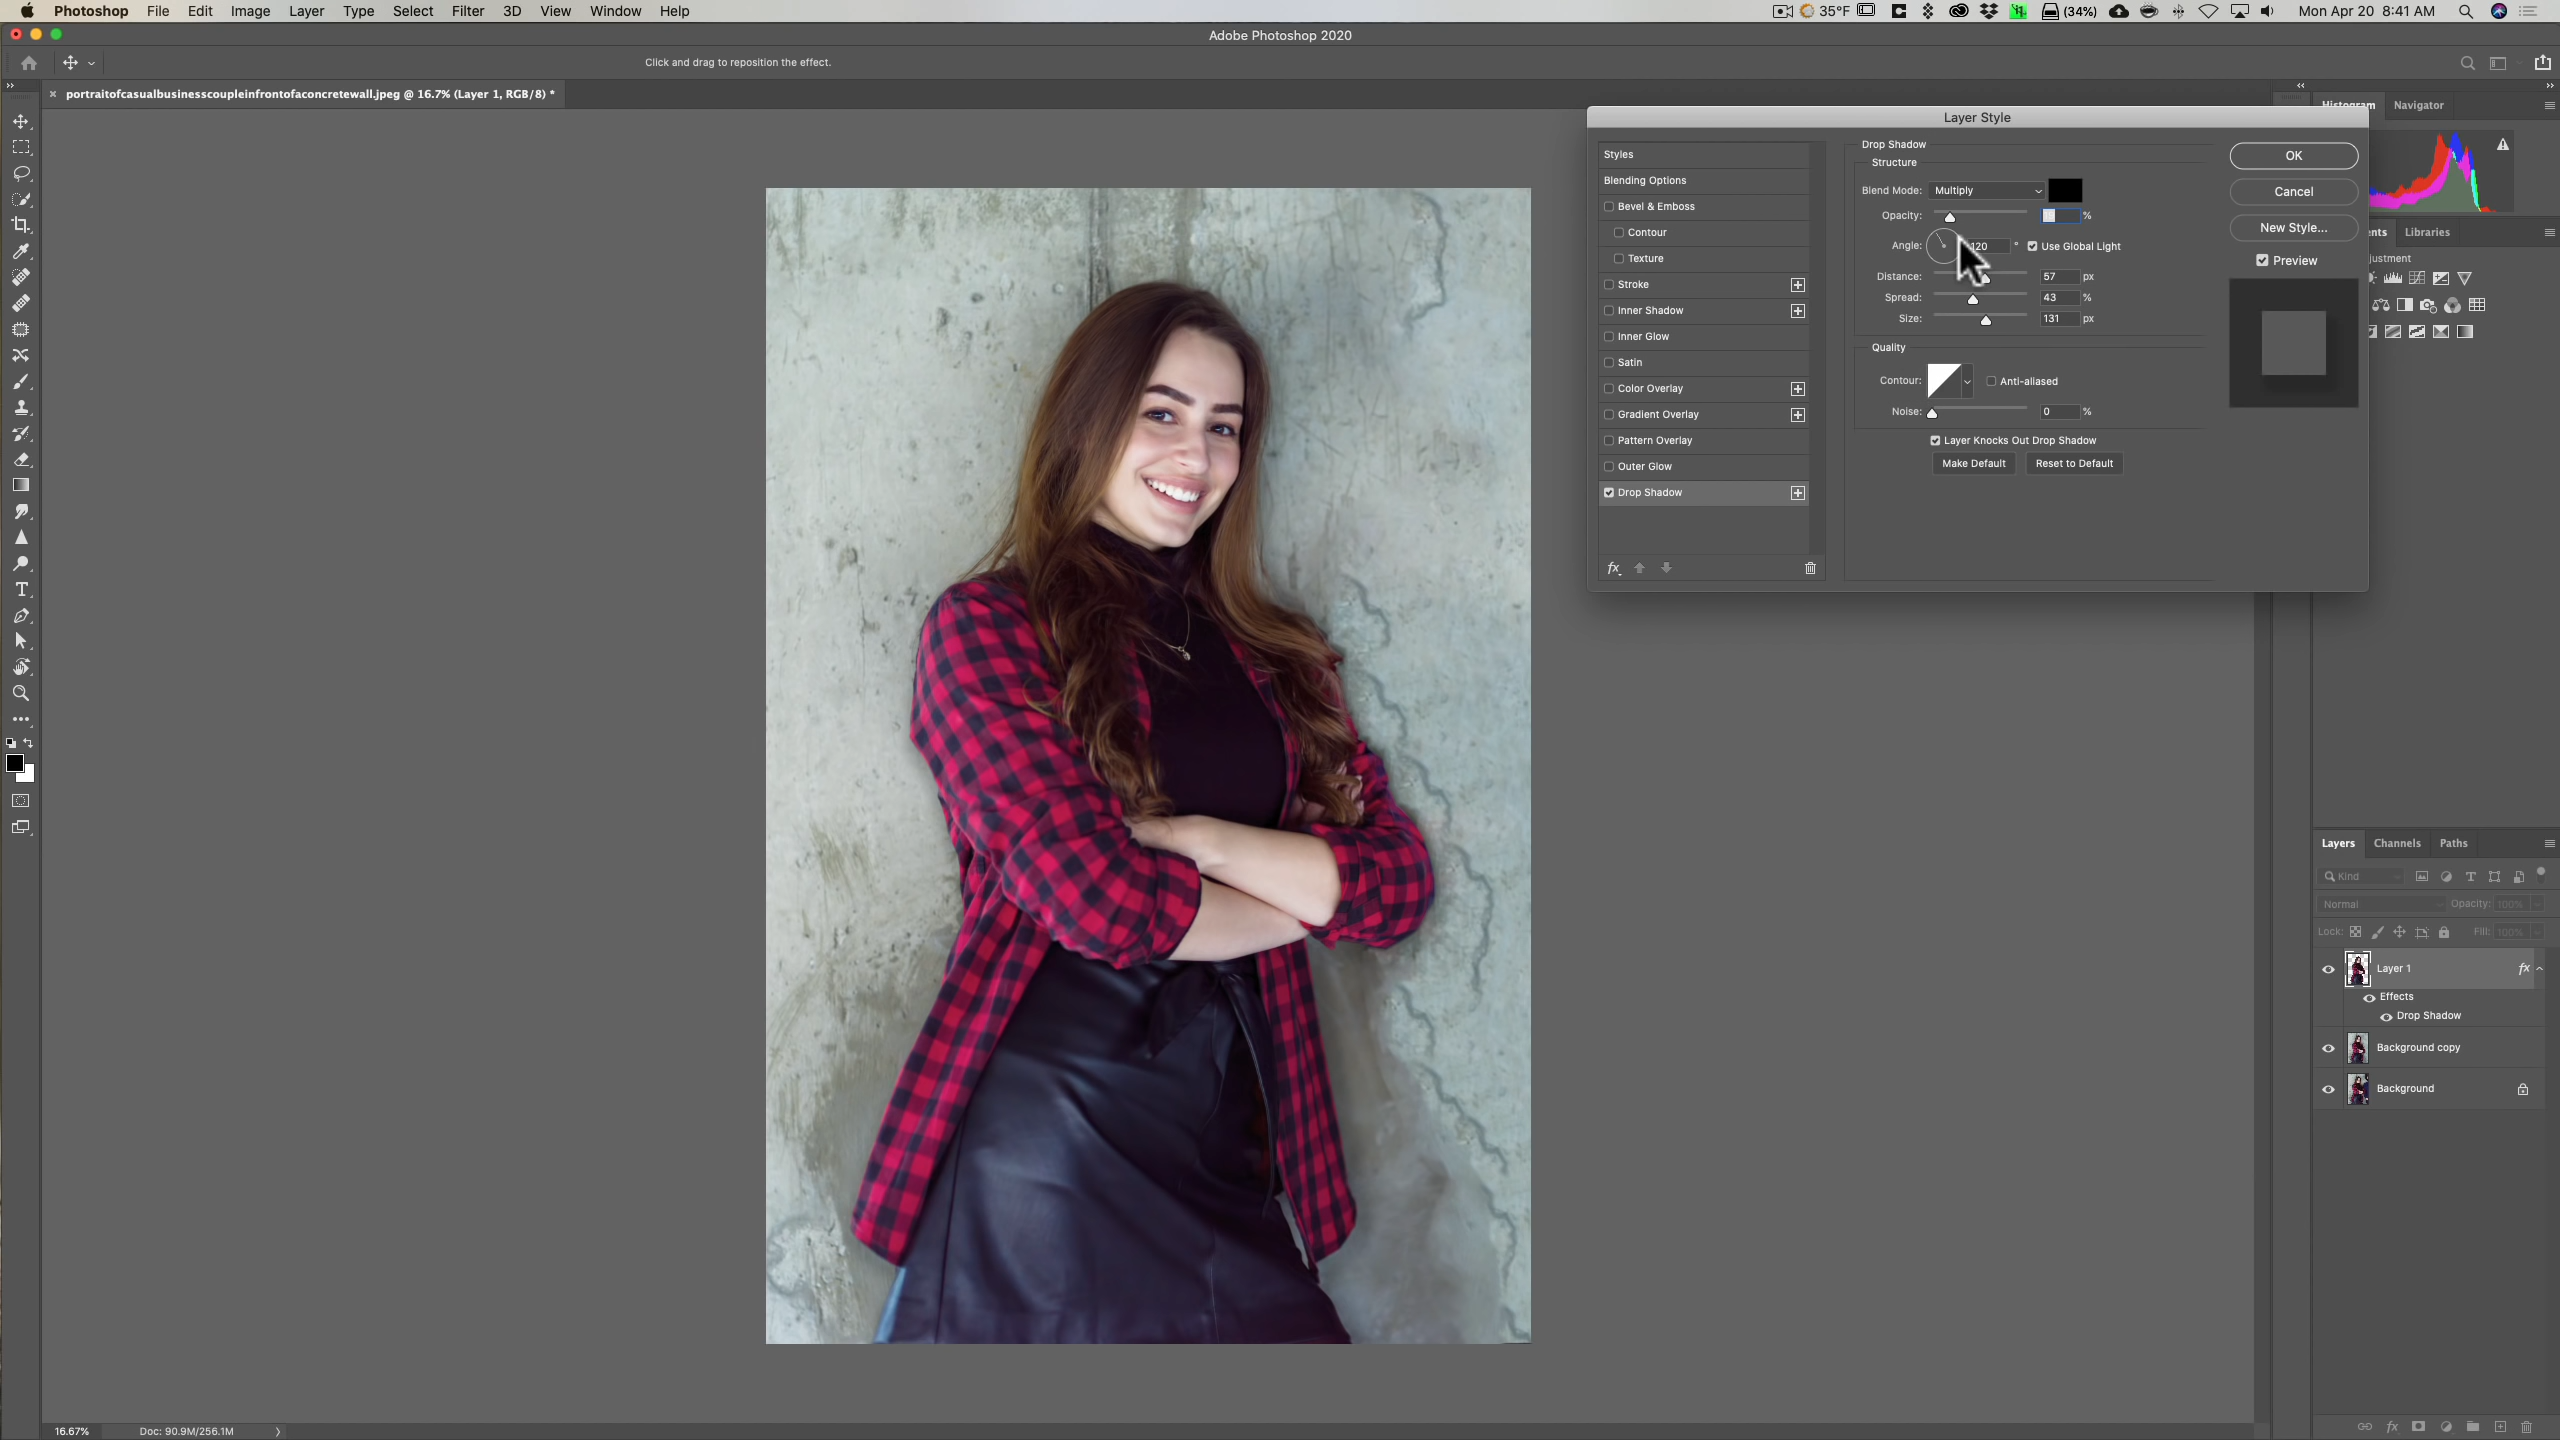 Photoshop File Edit Image Layer Type Select Filter 3D View Window Help
35°F (34%) Mon Apr 20 8:41 AM
Adobe Photoshop 2020
Click and drag to reposition the effect.
portraitofcasualbusinesscoupleinfrontofaconcretewall.jpeg @ 16.7% (Layer 1, RGB/8) *
Histogram Navigator
Layer Style
Styles
Blending Options
Bevel & Emboss
Contour
Texture
Stroke
Inner Shadow
Inner Glow
Satin
Color Overlay
Gradient Overlay
Pattern Overlay
Outer Glow
Drop Shadow
fx
Drop Shadow
Structure
Blend Mode: Multiply
Opacity: %
Angle: 120 ° Use Global Light
Distance: 57 px
Spread: 43 %
Size: 131 px
Quality
Contour: Anti-aliased
Noise: 0 %
Layer Knocks Out Drop Shadow
Make Default Reset to Default
OK
Cancel
New Style...
Preview
Libraries
Layers Channels Paths
Kind
Normal Opacity: 100%
Lock: Fill: 100%
Layer 1 fx
Effects
Drop Shadow
Background copy
Background
16.67% Doc: 90.9M/256.1M
fx